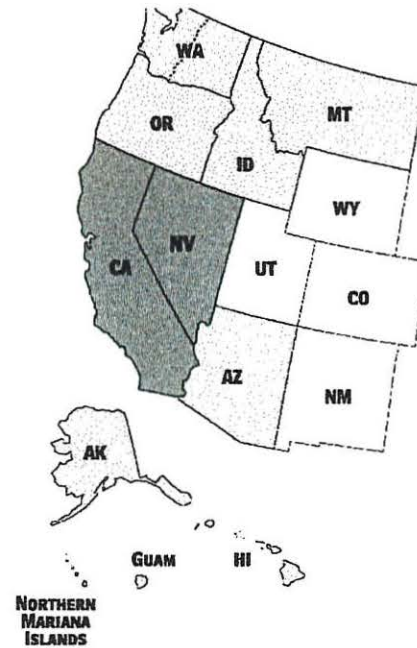 WA
OR
MT
ID
WY
CA
NV
UT
CO
AZ
NM
AK
GUAM
HI
NORTHERN
MARIANA
ISLANDS